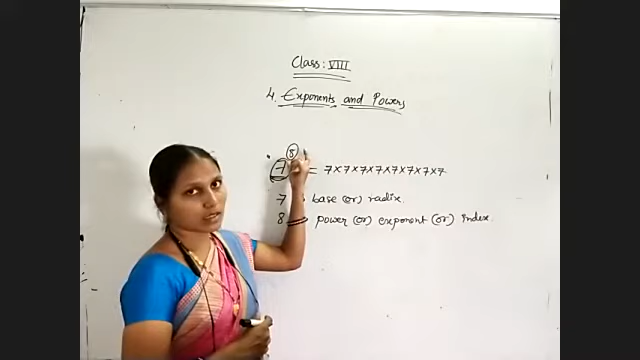 Class: VIII
4. Exponents and Powers
7⁸ = 7×7×7×7×7×7×7×7
7 base (or) radix.
8 power (or) exponent (or) index.